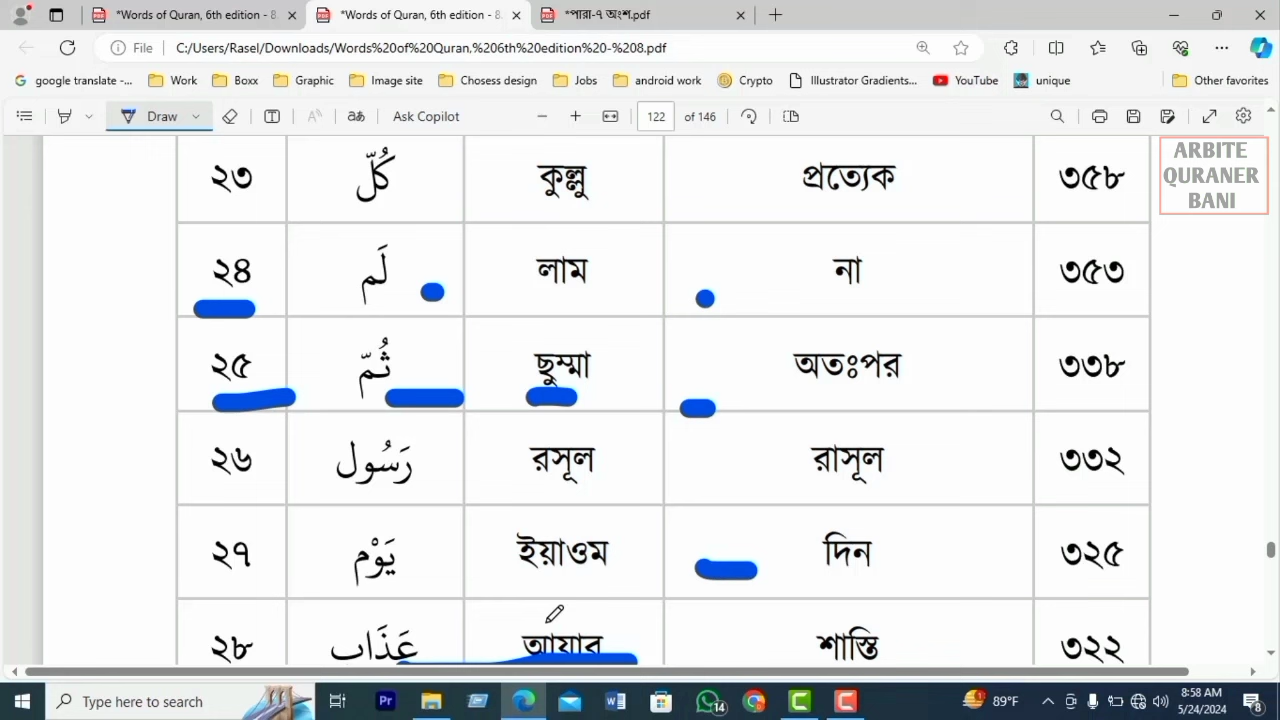 *Words of Quran, 6th edition - 8.
*Words of Quran, 6th edition - 8.
*পারা-৭ অংশ.pdf
File C:/Users/Rasel/Downloads/Words%20of%20Quran,%206th%20edition%20-%208.pdf
google translate -... Work Boxx Graphic Image site Chosess design Jobs android work Crypto Illustrator Gradients... YouTube unique Other favorites
Draw Ask Copilot 122 of 146
ARBITE
QURANER
BANI
২৩ كُلّ কুল্লু প্রত্যেক ৩৫৮
২৪ لَم লাম না ৩৫৩
২৫ ثُمّ ছুম্মা অতঃপর ৩৩৮
২৬ رَسُول রসূল রাসূল ৩৩২
২৭ يَوْم ইয়াওম দিন ৩২৫
২৮ عَذَاب আযাব শাস্তি ৩২২
Type here to search 14 89°F 8:58 AM
5/24/2024 8